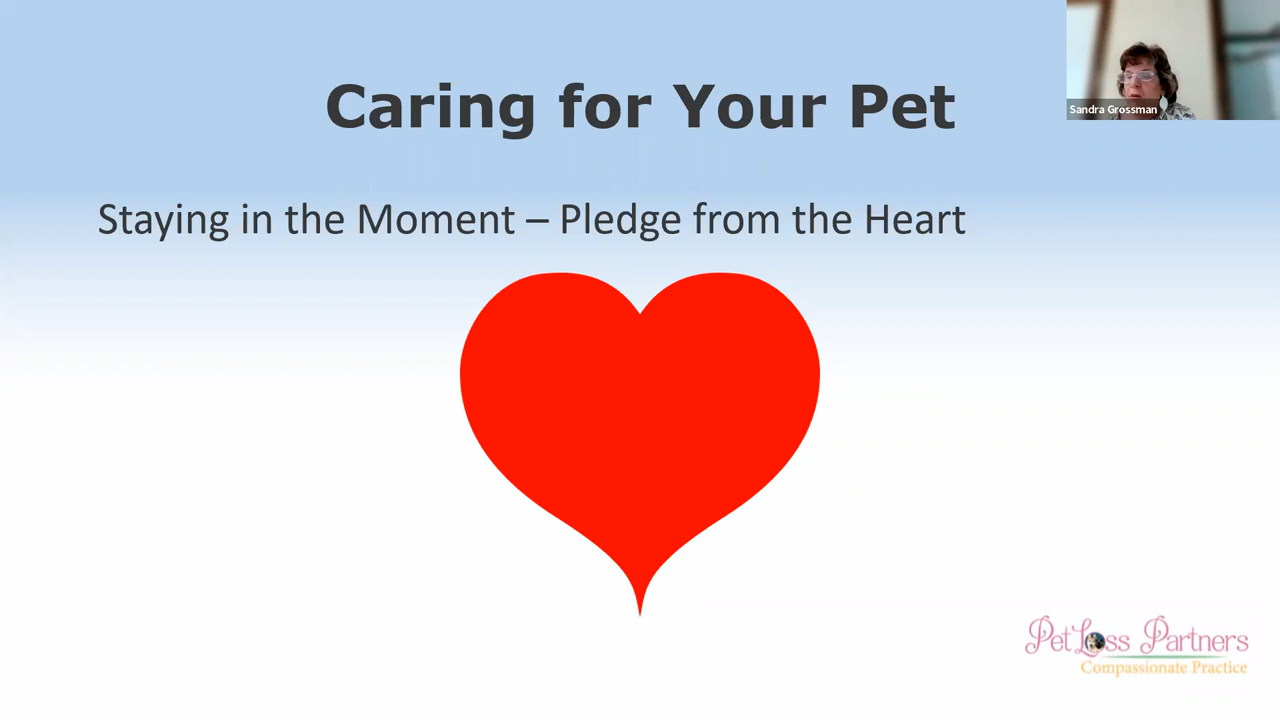 Caring for Your Pet
Sandra Grossman
Staying in the Moment – Pledge from the Heart
Pet Loss Partners
Compassionate Practice